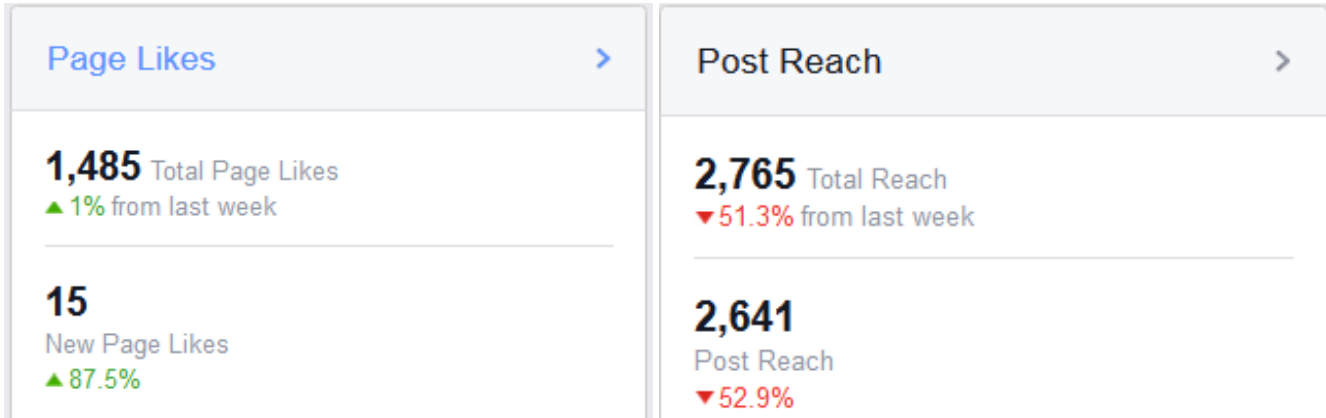 Page Likes
1,485 Total Page Likes
▲ 1% from last week
15
New Page Likes
▲ 87.5%
Post Reach
2,765 Total Reach
▼ 51.3% from last week
2,641
Post Reach
▼ 52.9%